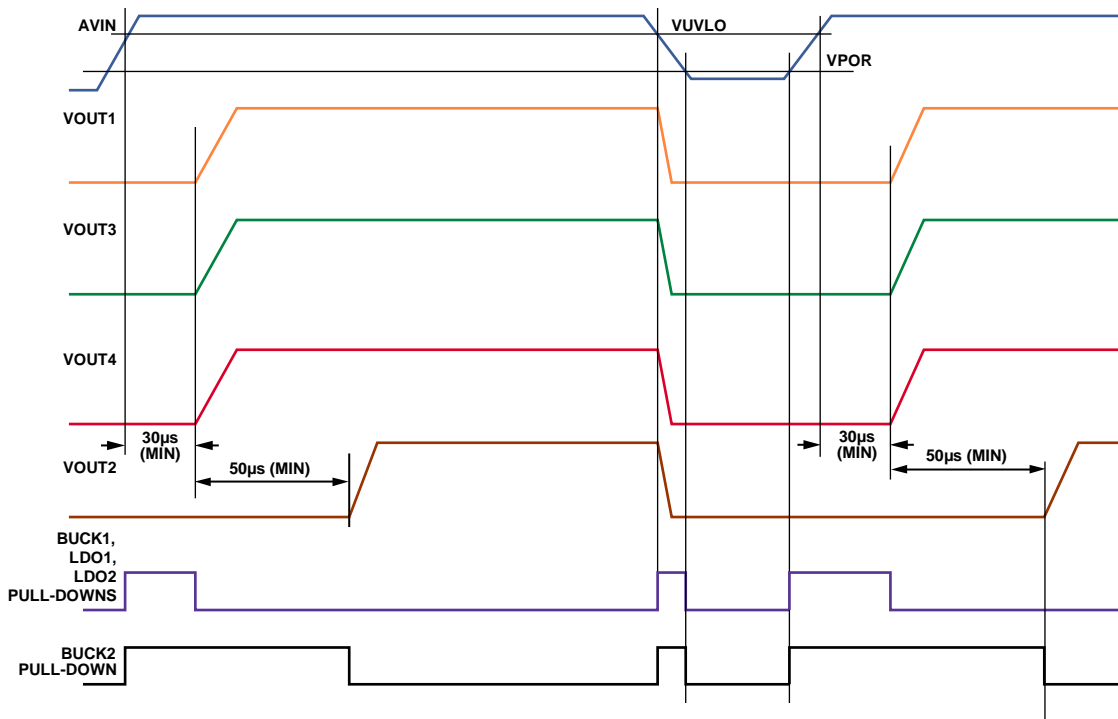 AVIN
VUVLO
VPOR
VOUT1
VOUT3
VOUT4
30µs
(MIN)
30µs
(MIN)
VOUT2
50µs (MIN)
50µs (MIN)
BUCK1,
LDO1,
LDO2
PULL-DOWNS
BUCK2
PULL-DOWN